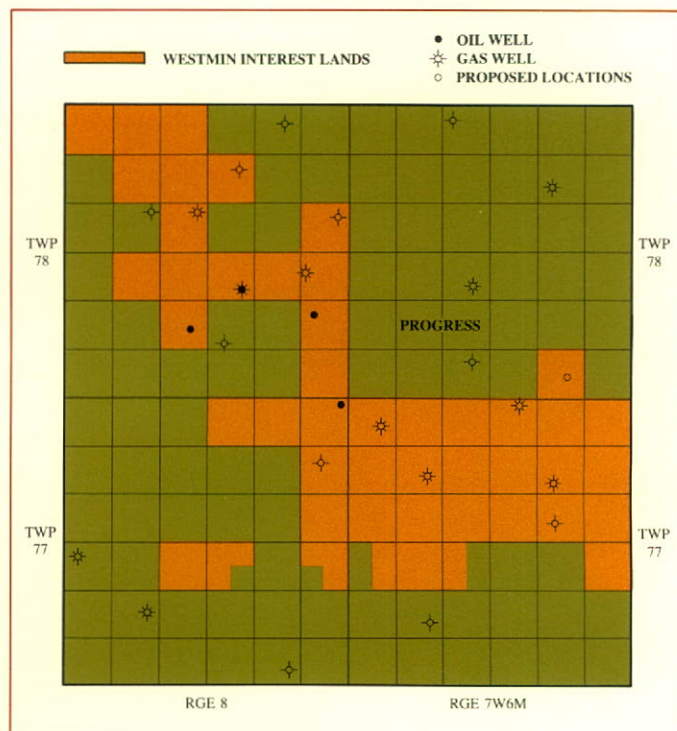 WESTMIN INTEREST LANDS
OIL WELL
GAS WELL
PROPOSED LOCATIONS
TWP
78
TWP
78
PROGRESS
TWP
77
TWP
77
RGE 8
RGE 7W6M